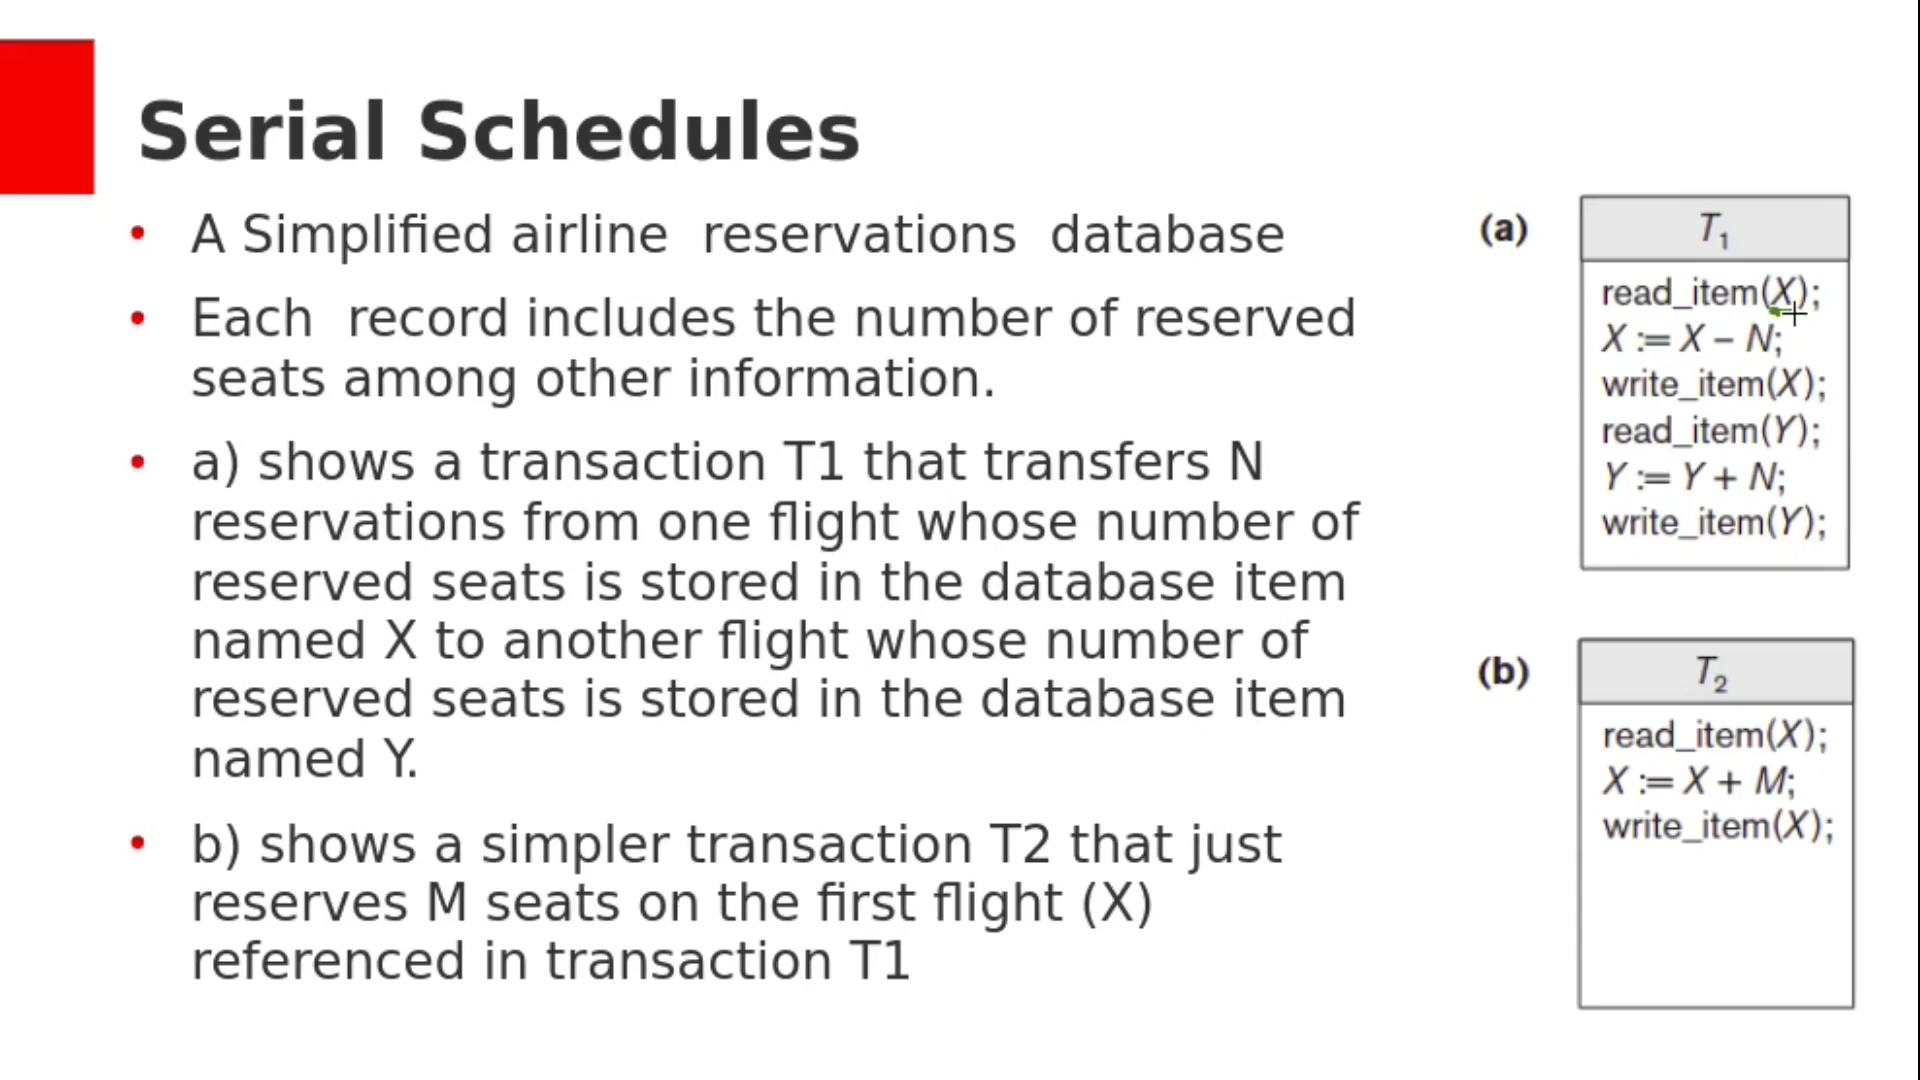 Serial Schedules
• A Simplified airline  reservations  database
• Each  record includes the number of reserved
seats among other information.
• a) shows a transaction T1 that transfers N
reservations from one flight whose number of
reserved seats is stored in the database item
named X to another flight whose number of
reserved seats is stored in the database item
named Y.
• b) shows a simpler transaction T2 that just
reserves M seats on the first flight (X)
referenced in transaction T1
(a)
T₁
read_item(X);
X := X – N;
write_item(X);
read_item(Y);
Y := Y + N;
write_item(Y);
(b)
T₂
read_item(X);
X := X + M;
write_item(X);